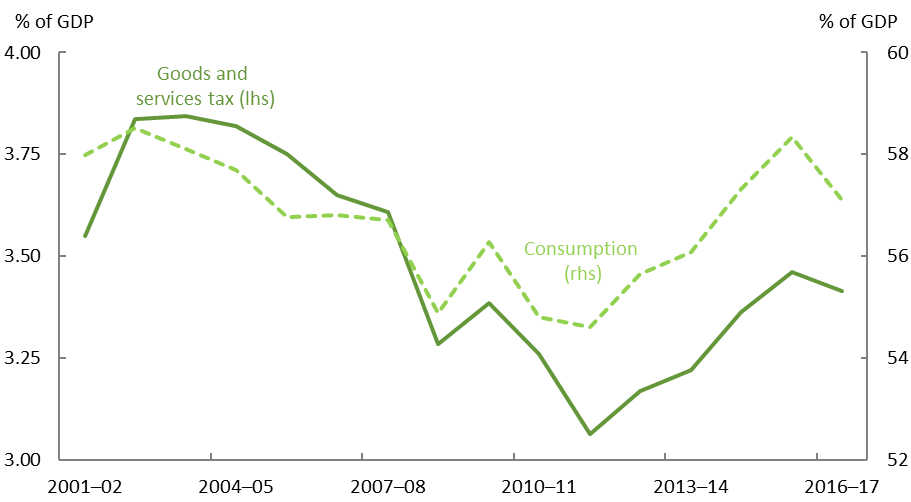 % of GDP
% of GDP
4.00
60
Goods and
services tax (lhs)
3.75
58
3.50
56
Consumption
(rhs)
3.25
54
3.00
52
2001–02
2004–05
2007–08
2010–11
2013–14
2016–17